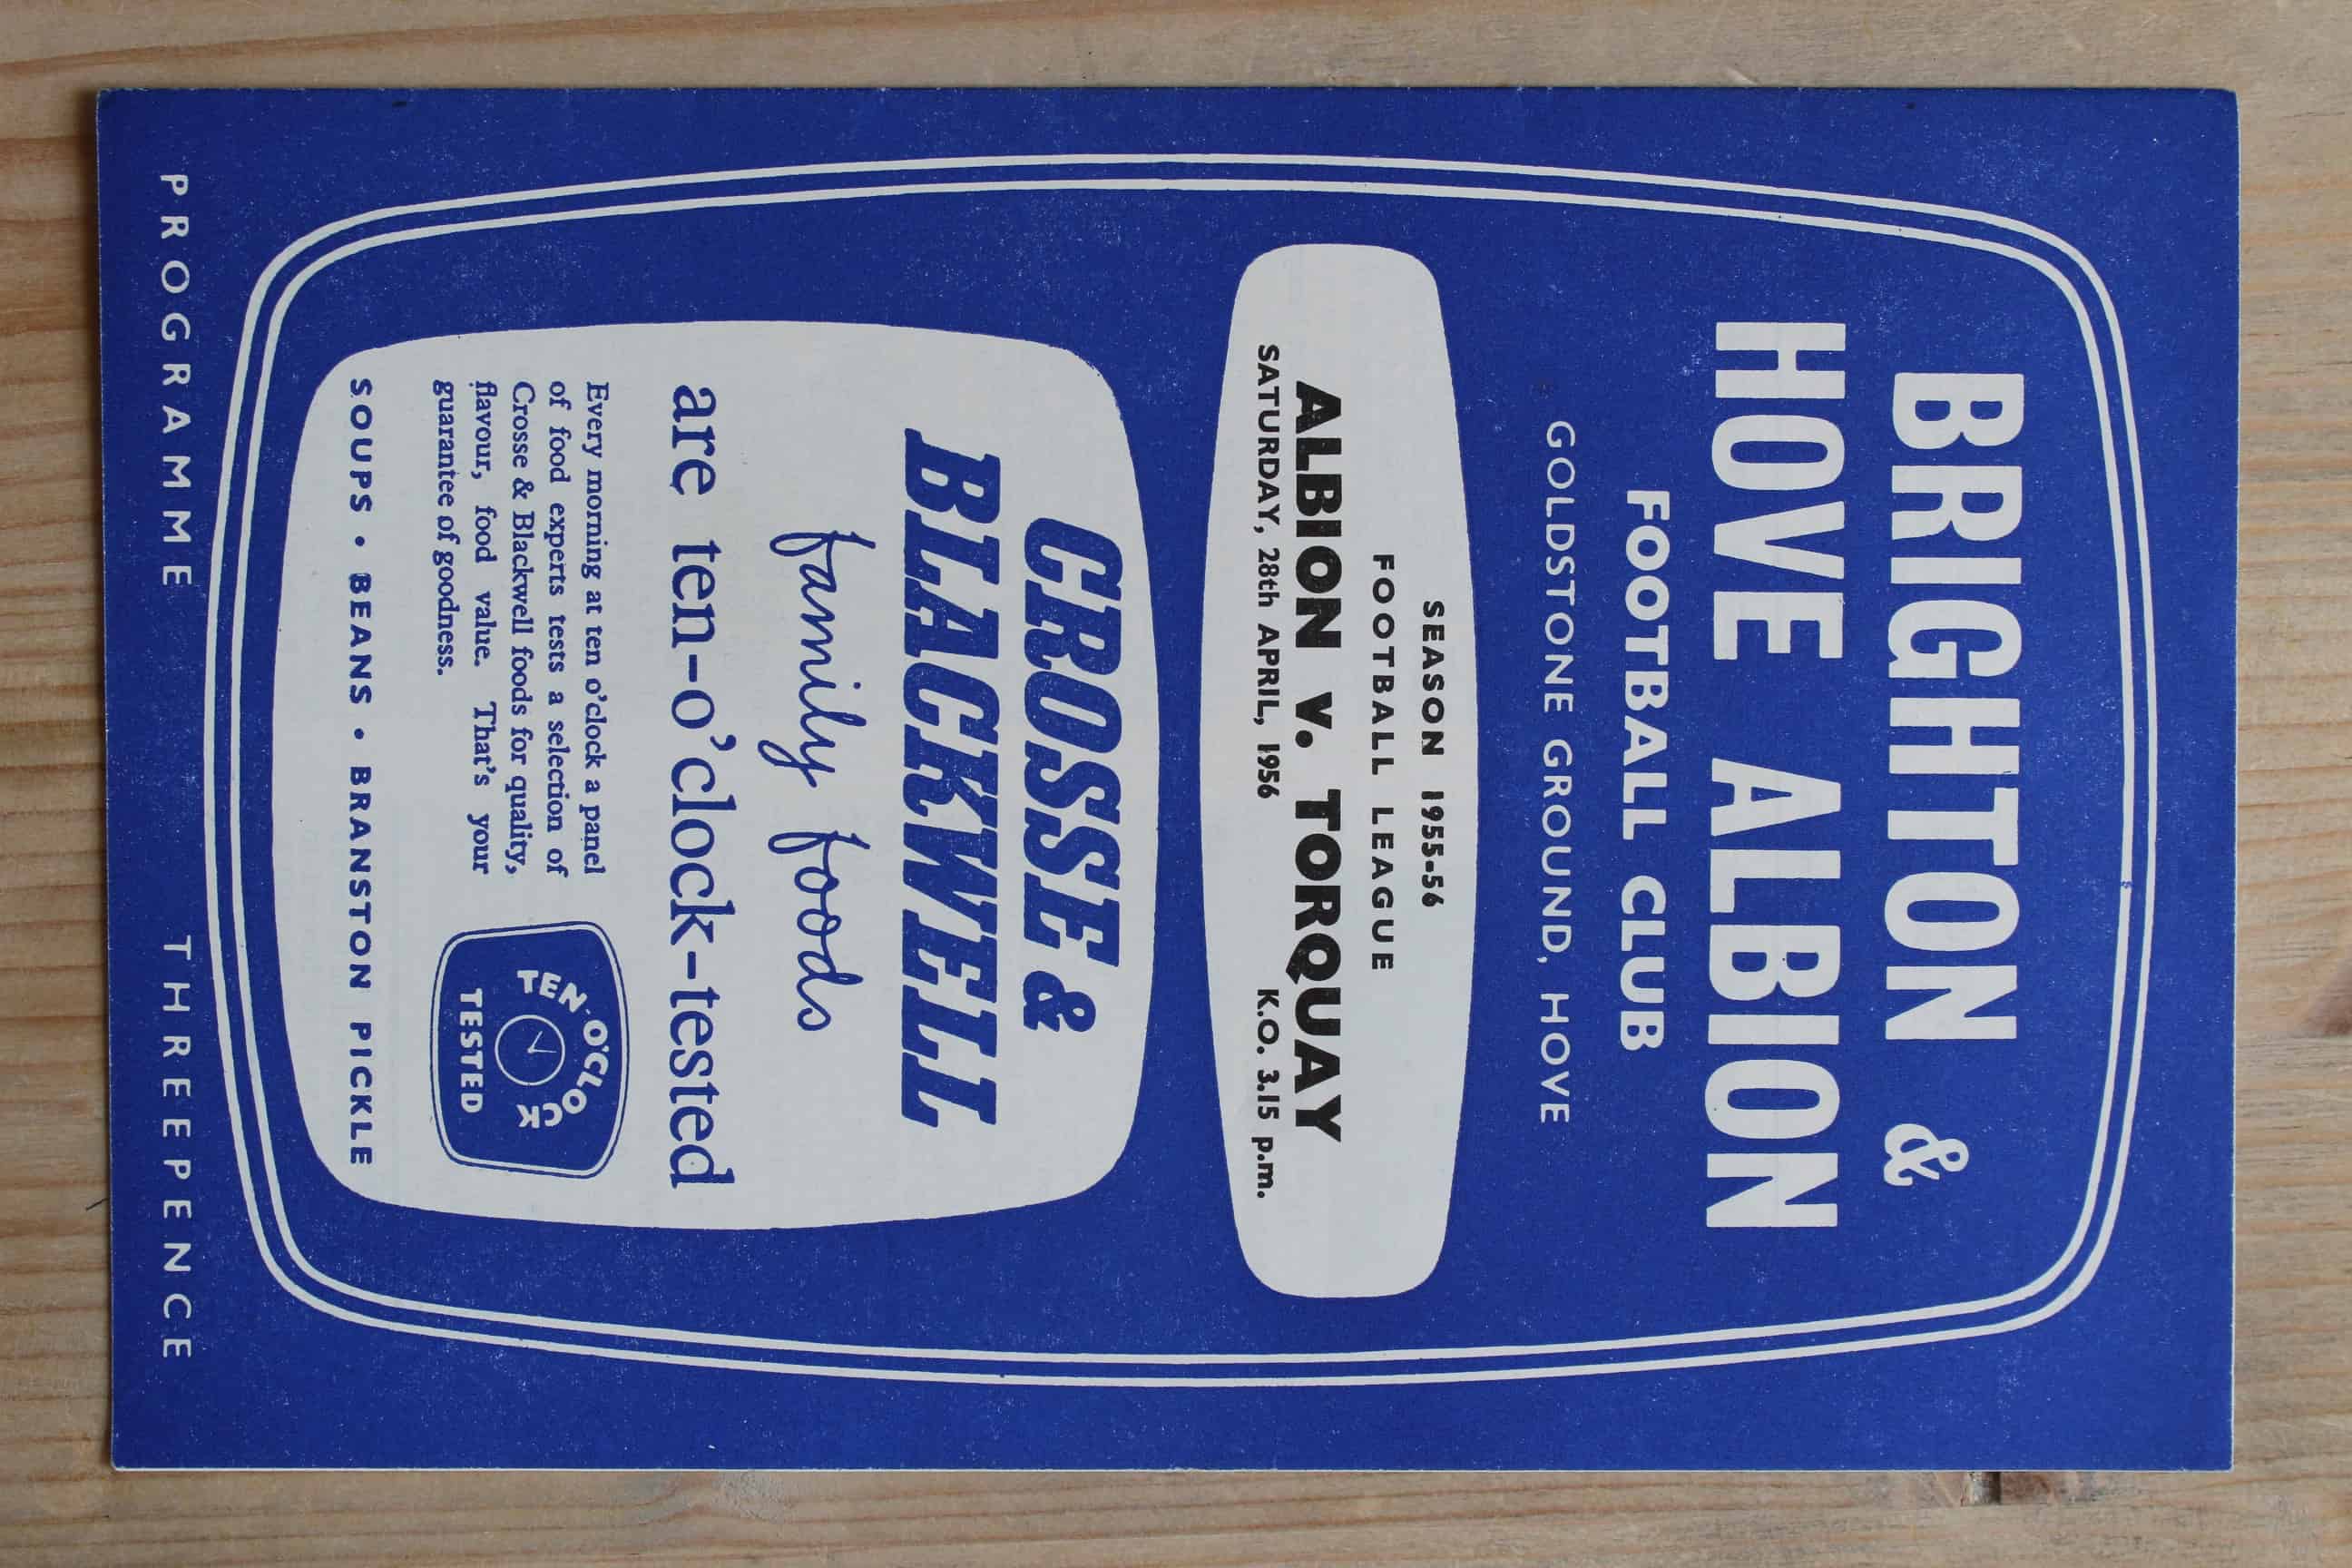 BRIGHTON &
HOVE ALBION
FOOTBALL CLUB
GOLDSTONE GROUND, HOVE
SEASON 1955-56
FOOTBALL LEAGUE
ALBION v. TORQUAY
SATURDAY, 28th APRIL, 1956 K.O. 3.15 p.m.
CROSSE &
BLACKWELL
family foods
are ten-o'clock-tested
Every morning at ten o'clock a panel
of food experts tests a selection of
Crosse & Blackwell foods for quality,
flavour, food value. That's your
guarantee of goodness.
TEN-O'CLOCK
TESTED
SOUPS • BEANS • BRANSTON PICKLE
PROGRAMME THREEPENCE